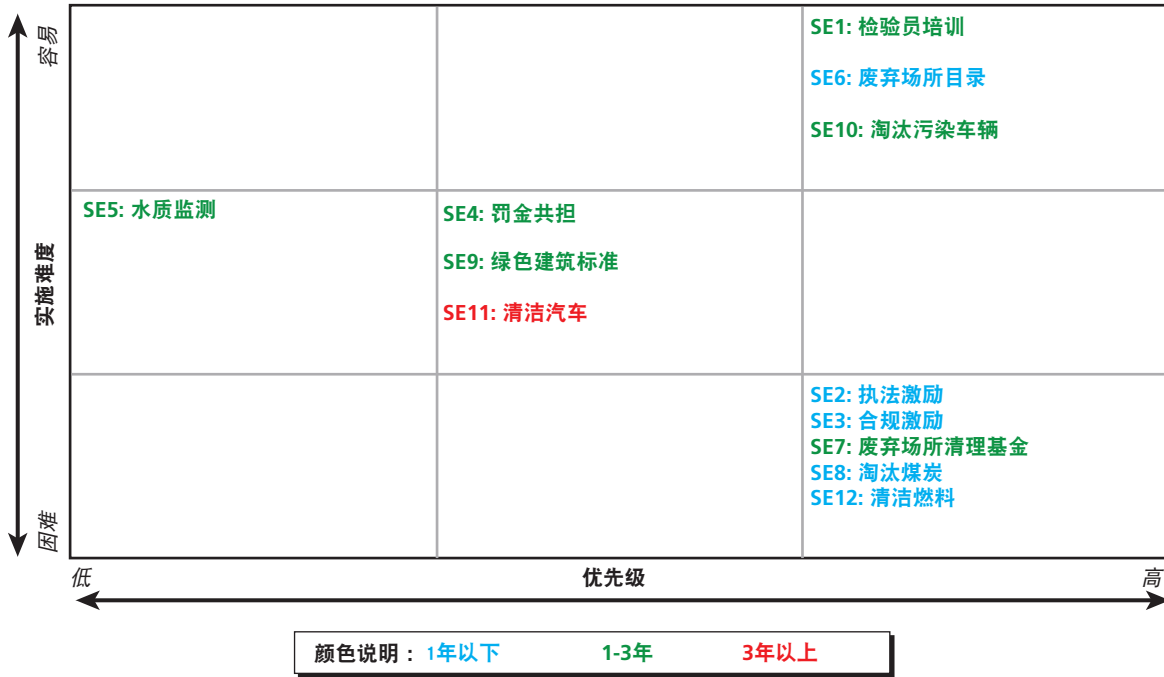 容易
SE1: 检验员培训
SE6: 废弃场所目录
SE10: 淘汰污染车辆
实施难度
SE5: 水质监测
SE4: 罚金共担
SE9: 绿色建筑标准
SE11: 清洁汽车
SE2: 执法激励
SE3: 合规激励
SE7: 废弃场所清理基金
SE8: 淘汰煤炭
SE12: 清洁燃料
困难
低 优先级 高
颜色说明： 1年以下 1-3年 3年以上